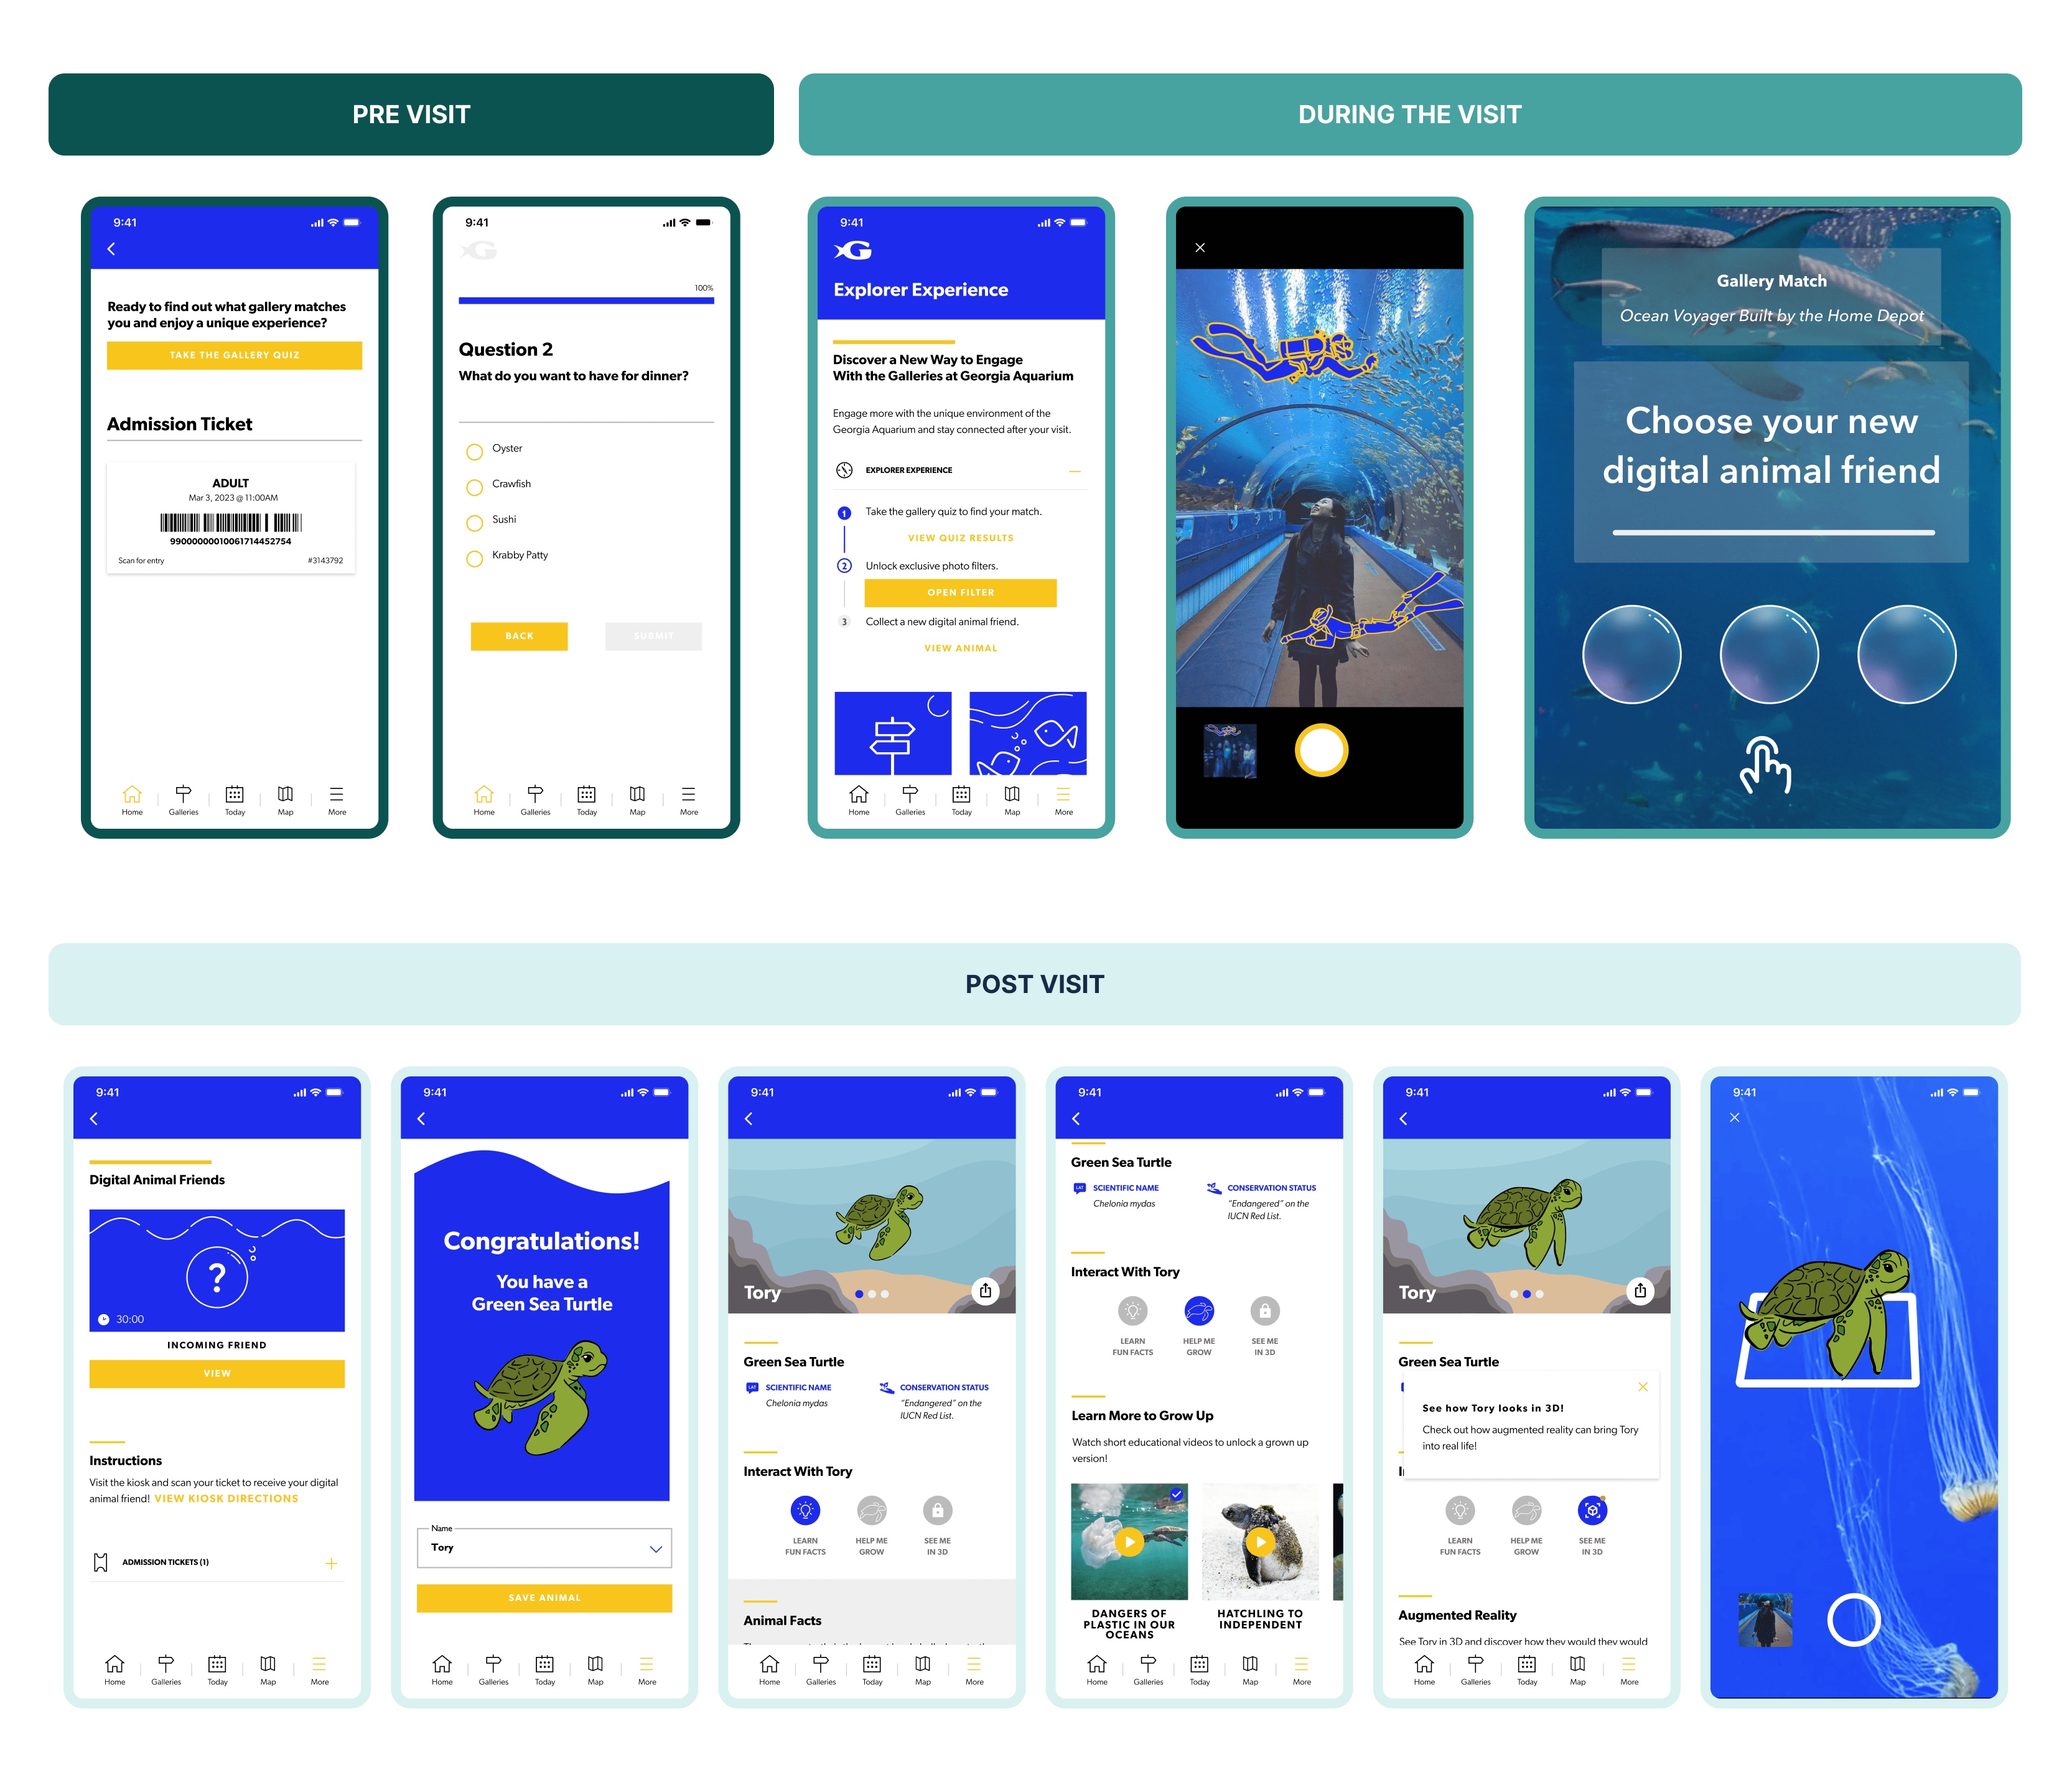 PRE VISIT
DURING THE VISIT
9:41
Ready to find out what gallery matches
you and enjoy a unique experience?
TAKE THE GALLERY QUIZ
Admission Ticket
ADULT
Mar 3, 2023 @ 11:00AM
99000000010061714452754
Scan for entry
#3143792
Home
Galleries
Today
Map
More
9:41
G
100%
Question 2
What do you want to have for dinner?
Oyster
Crawfish
Sushi
Krabby Patty
BACK
SUBMIT
Home
Galleries
Today
Map
More
9:41
G
Explorer Experience
Discover a New Way to Engage
With the Galleries at Georgia Aquarium
Engage more with the unique environment of the
Georgia Aquarium and stay connected after your visit.
EXPLORER EXPERIENCE
1
Take the gallery quiz to find your match.
VIEW QUIZ RESULTS
2
Unlock exclusive photo filters.
OPEN FILTER
3
Collect a new digital animal friend.
VIEW ANIMAL
Home
Galleries
Today
Map
More
Gallery Match
Ocean Voyager Built by the Home Depot
Choose your new
digital animal friend
POST VISIT
9:41
Digital Animal Friends
?
30:00
INCOMING FRIEND
VIEW
Instructions
Visit the kiosk and scan your ticket to receive your digital
animal friend! VIEW KIOSK DIRECTIONS
ADMISSION TICKETS (1)
Home
Galleries
Today
Map
More
9:41
Congratulations!
You have a
Green Sea Turtle
Name
Tory
SAVE ANIMAL
Home
Galleries
Today
Map
More
9:41
Tory
Green Sea Turtle
LAT
SCIENTIFIC NAME
Chelonia mydas
CONSERVATION STATUS
"Endangered" on the
IUCN Red List.
Interact With Tory
LEARN
FUN FACTS
HELP ME
GROW
SEE ME
IN 3D
Animal Facts
Home
Galleries
Today
Map
More
9:41
Green Sea Turtle
LAT
SCIENTIFIC NAME
Chelonia mydas
CONSERVATION STATUS
"Endangered" on the
IUCN Red List.
Interact With Tory
LEARN
FUN FACTS
HELP ME
GROW
SEE ME
IN 3D
Learn More to Grow Up
Watch short educational videos to unlock a grown up
version!
DANGERS OF
PLASTIC IN OUR
OCEANS
HATCHLING TO
INDEPENDENT
Home
Galleries
Today
Map
More
9:41
Tory
Green Sea Turtle
See how Tory looks in 3D!
Check out how augmented reality can bring Tory
into real life!
LEARN
FUN FACTS
HELP ME
GROW
SEE ME
IN 3D
Augmented Reality
See Tory in 3D and discover how they would they would
Home
Galleries
Today
Map
More
9:41